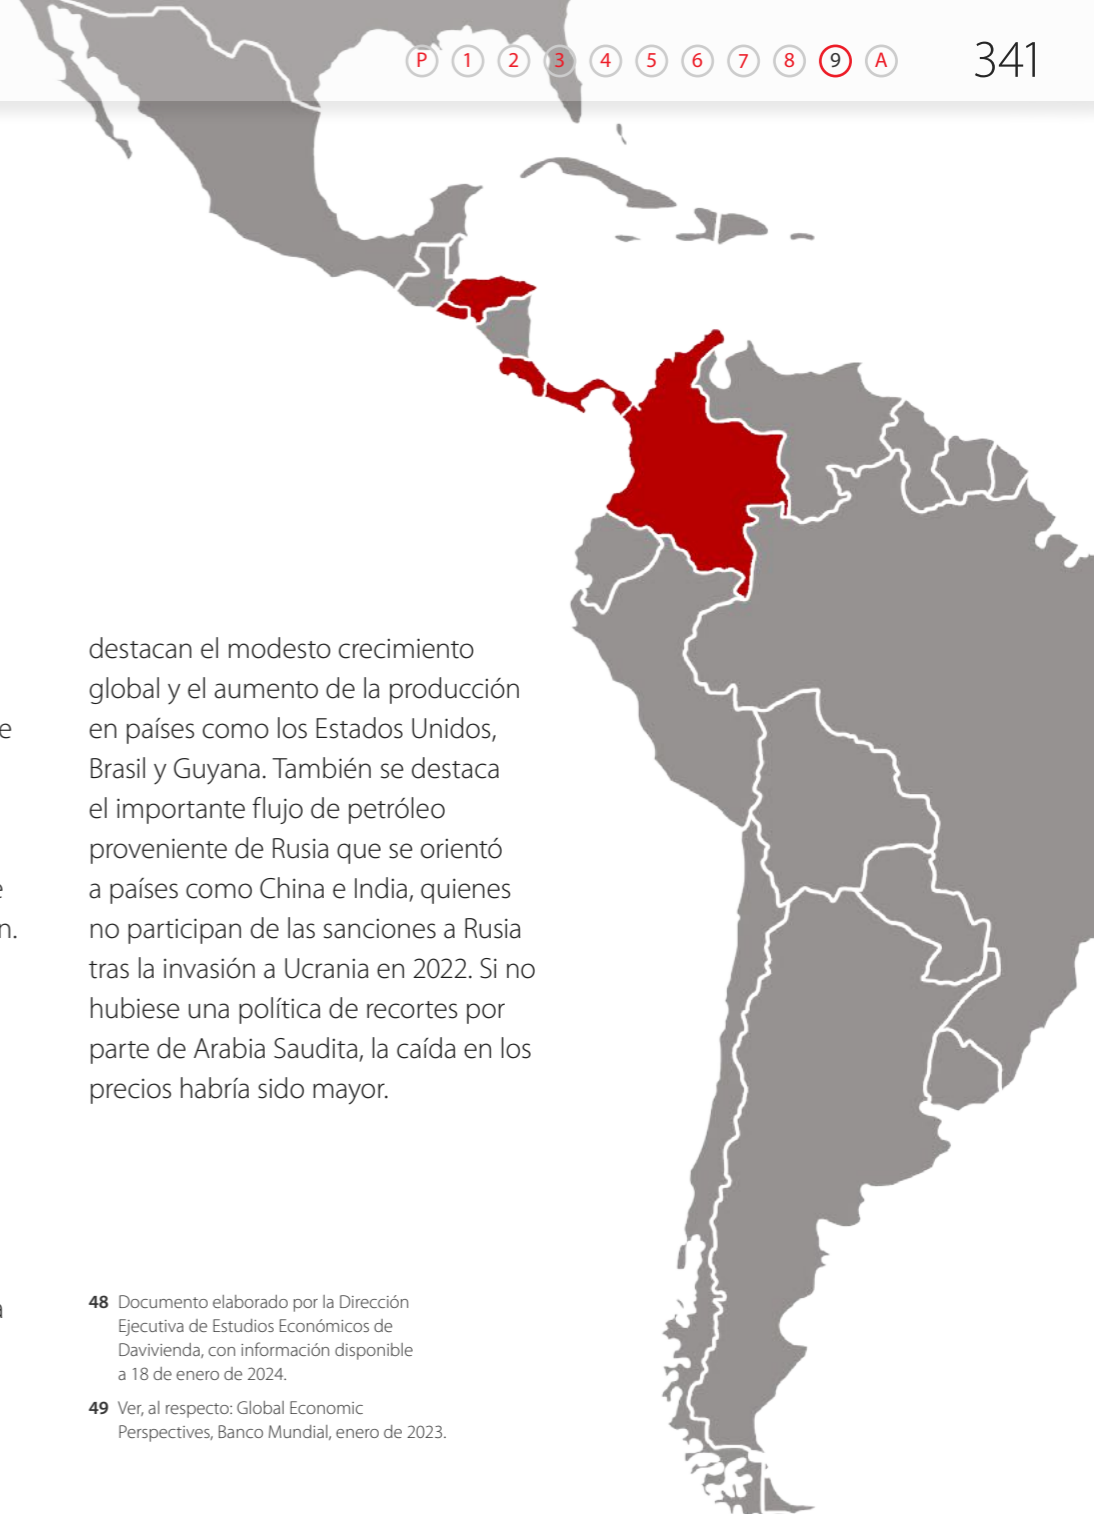 P 1 2 3 4 5 6 7 8 9 A 341
destacan el modesto crecimiento
global y el aumento de la producción
en países como los Estados Unidos,
Brasil y Guyana. También se destaca
el importante flujo de petróleo
proveniente de Rusia que se orientó
a países como China e India, quienes
no participan de las sanciones a Rusia
tras la invasión a Ucrania en 2022. Si no
hubiese una política de recortes por
parte de Arabia Saudita, la caída en los
precios habría sido mayor.
48 Documento elaborado por la Dirección
Ejecutiva de Estudios Económicos de
Davivienda, con información disponible
a 18 de enero de 2024.
49 Ver, al respecto: Global Economic
Perspectives, Banco Mundial, enero de 2023.